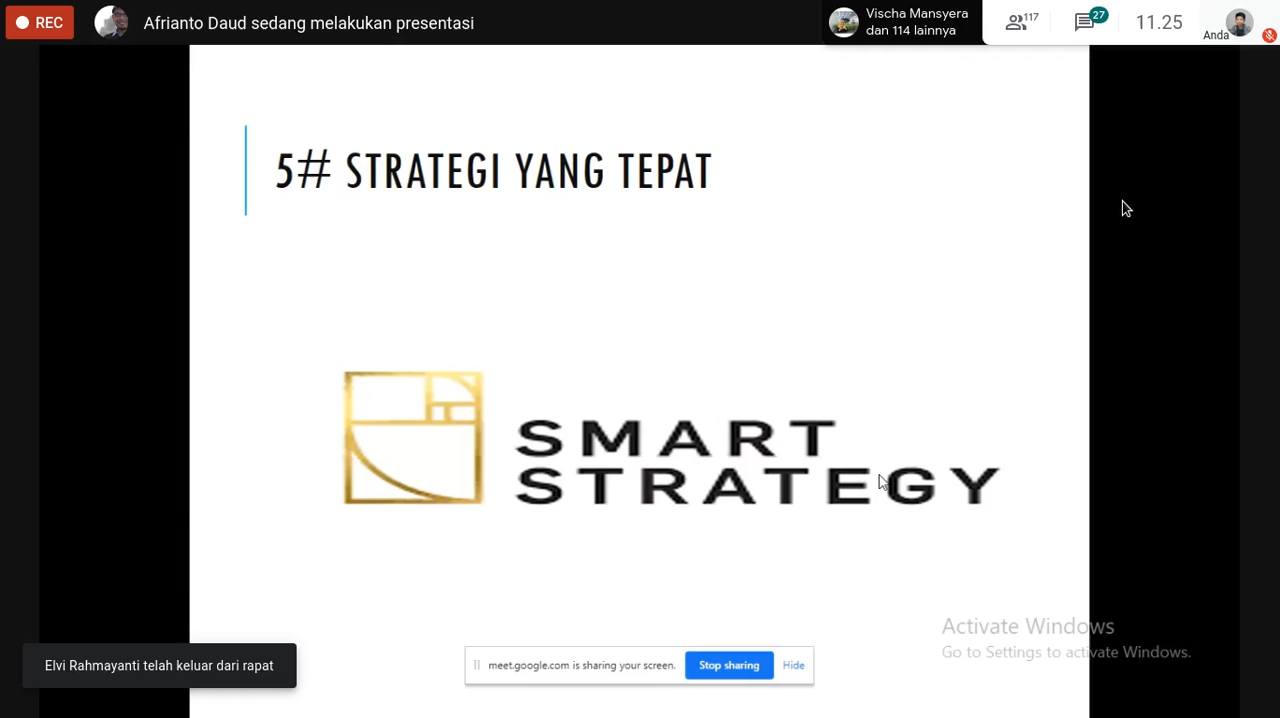 REC
Afrianto Daud sedang melakukan presentasi
Vischa Mansyera
dan 114 lainnya
117
27
11.25
Anda
5# STRATEGI YANG TEPAT
SMART
STRATEGY
Activate Windows
Go to Settings to activate Windows.
Elvi Rahmayanti telah keluar dari rapat
meet.google.com is sharing your screen.
Stop sharing
Hide